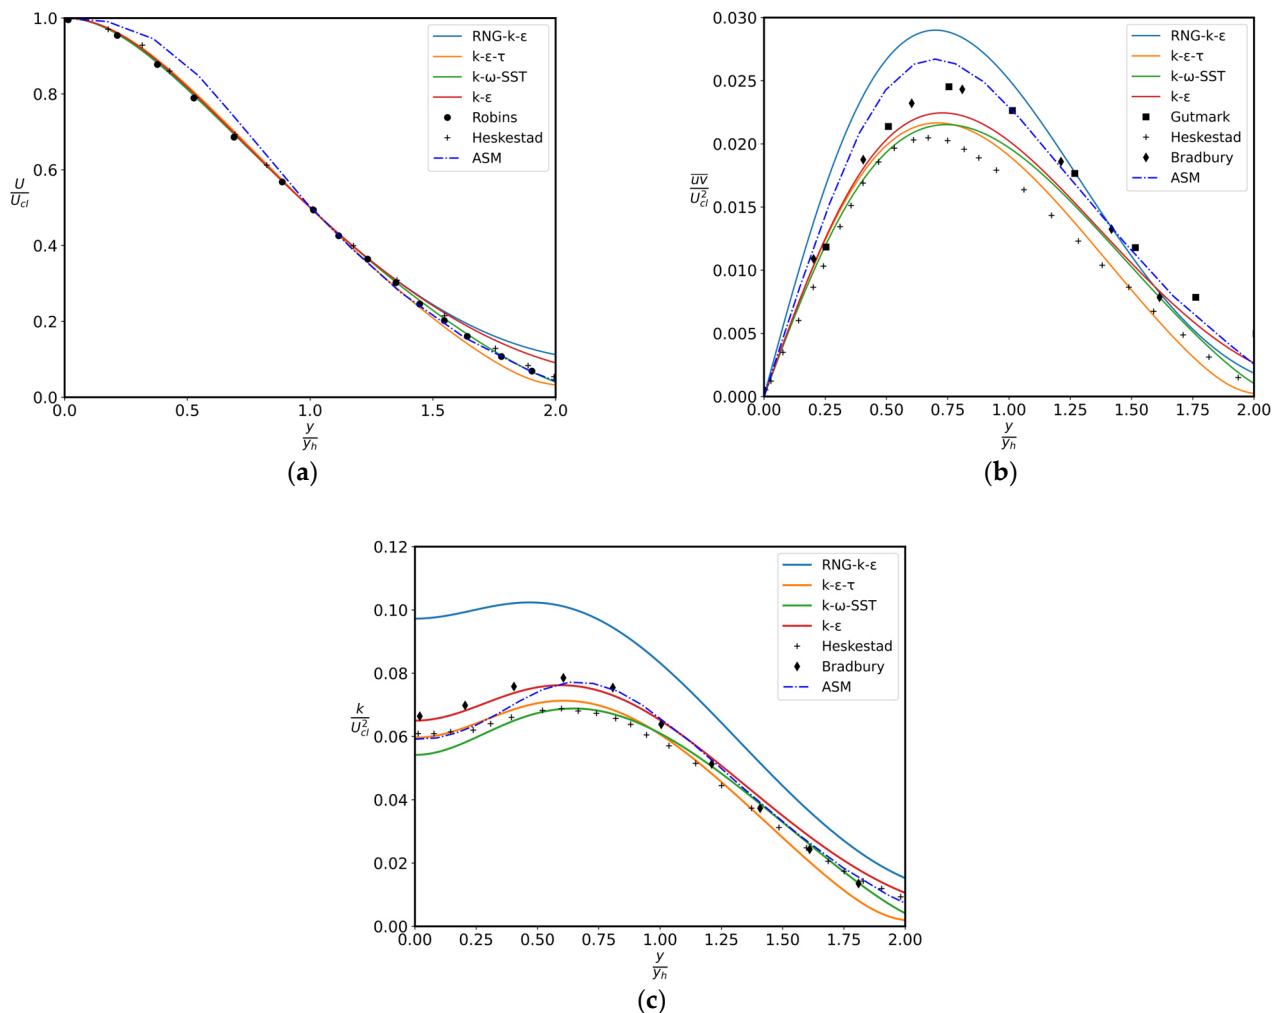 1.0
0.8
0.6
0.4
0.2
0.0
0.0 0.5 1.0 1.5 2.0
U
U_cl
y
y_h
RNG-k-ε
k-ε-τ
k-ω-SST
k-ε
Robins
Heskestad
ASM
(a)
0.030
0.025
0.020
0.015
0.010
0.005
0.000
0.00 0.25 0.50 0.75 1.00 1.25 1.50 1.75 2.00
u̅v̅
U²_cl
y
y_h
RNG-k-ε
k-ε-τ
k-ω-SST
k-ε
Gutmark
Heskestad
Bradbury
ASM
(b)
0.12
0.10
0.08
0.06
0.04
0.02
0.00
0.00 0.25 0.50 0.75 1.00 1.25 1.50 1.75 2.00
k
U²_cl
y
y_h
RNG-k-ε
k-ε-τ
k-ω-SST
k-ε
Heskestad
Bradbury
ASM
(c)